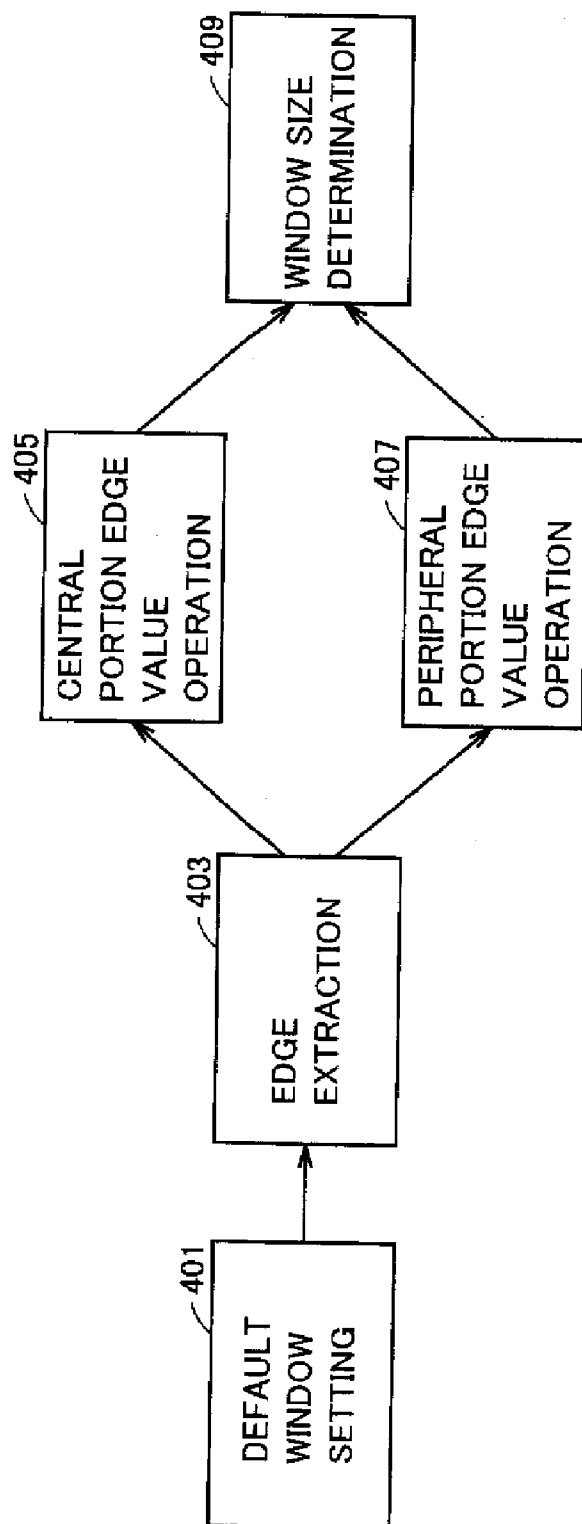 401
DEFAULT
WINDOW
SETTING
403
EDGE
EXTRACTION
405
CENTRAL
PORTION EDGE
VALUE
OPERATION
407
PERIPHERAL
PORTION EDGE
VALUE
OPERATION
409
WINDOW SIZE
DETERMINATION